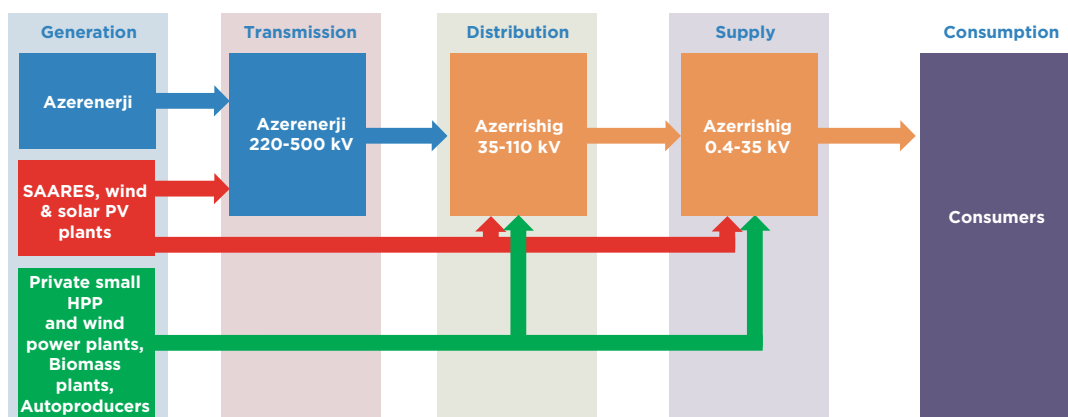 Generation
Transmission
Distribution
Supply
Consumption
Azerenerji
Azerenerji
220-500 kV
Azerrishig
35-110 kV
Azerrishig
0.4-35 kV
SAARES, wind
& solar PV
plants
Consumers
Private small
HPP
and wind
power plants,
Biomass
plants,
Autoproducers